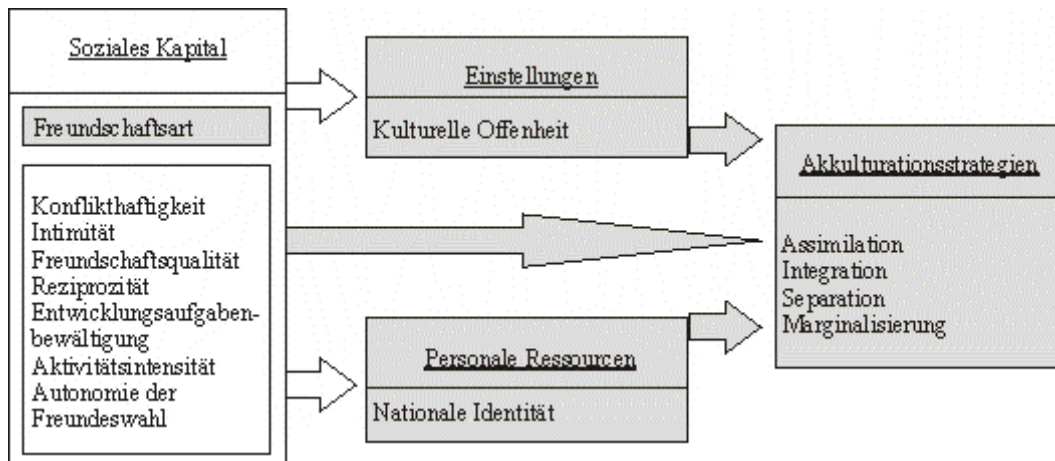 Soziales Kapital
Freundschaftsart
Konflikthaftigkeit
Intimität
Freundschaftsqualität
Reziprozität
Entwicklungsaufgaben-
bewältigung
Aktivitätsintensität
Autonomie der
Freundeswahl
Einstellungen
Kulturelle Offenheit
Personale Ressourcen
Nationale Identität
Akkulturationsstrategien
Assimilation
Integration
Separation
Marginalisierung